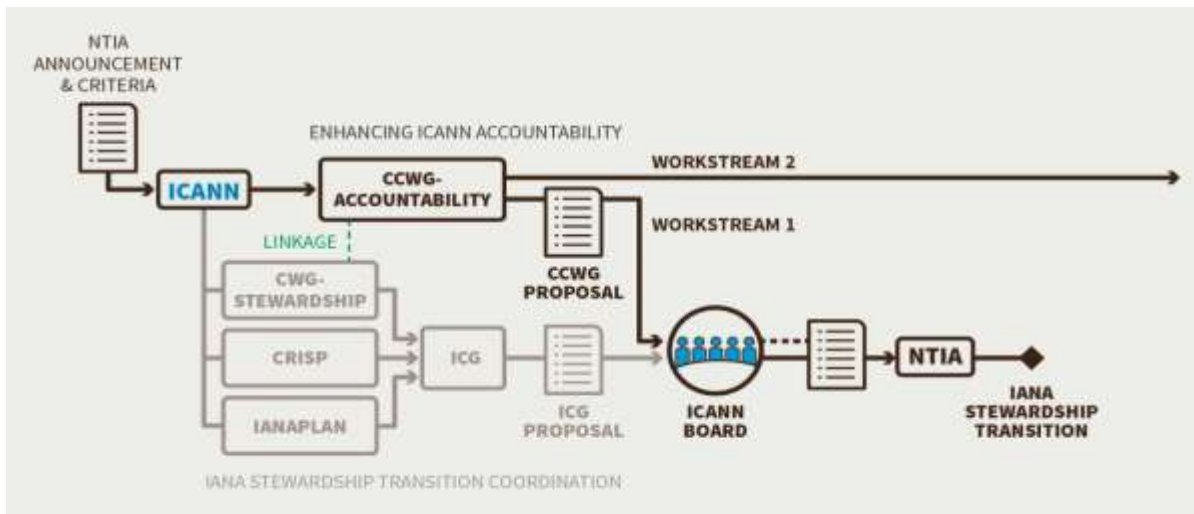 NTIA
ANNOUNCEMENT
& CRITERIA
ENHANCING ICANN ACCOUNTABILITY
ICANN
CCWG-
ACCOUNTABILITY
WORKSTREAM 2
WORKSTREAM 1
LINKAGE
CCWG
PROPOSAL
CWG-
STEWARDSHIP
CRISP
IANAPLAN
ICG
ICG
PROPOSAL
ICANN
BOARD
NTIA
IANA
STEWARDSHIP
TRANSITION
IANA STEWARDSHIP TRANSITION COORDINATION